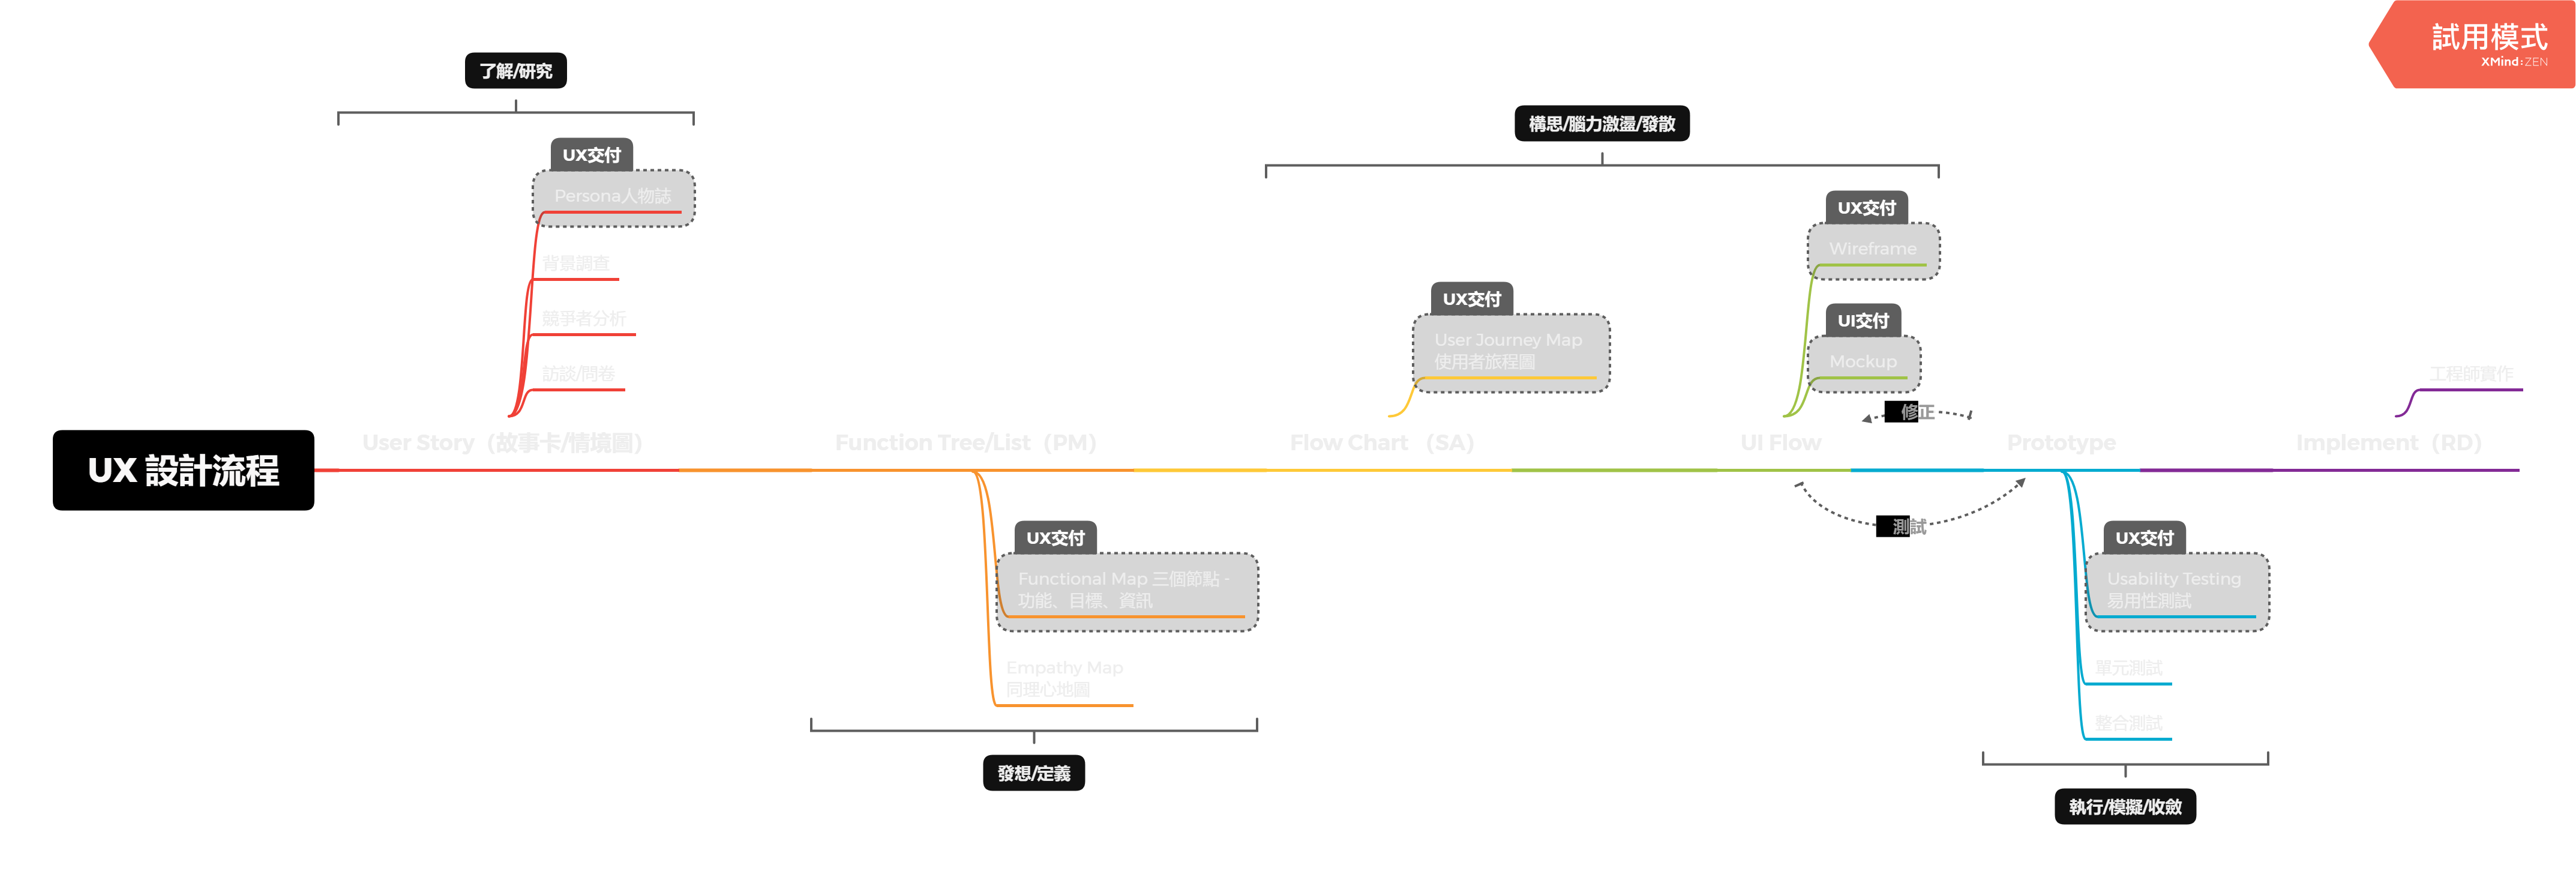 試用模式
XMind:ZEN
了解/研究
UX交付
Persona人物誌
背景調查
競爭者分析
訪談/問卷
構思/腦力激盪/發散
UX交付
User Journey Map
使用者旅程圖
UX交付
Wireframe
UI交付
Mockup
修正
工程師實作
UX 設計流程
User Story（故事卡/情境圖）
Function Tree/List（PM）
Flow Chart （SA）
UI Flow
Prototype
Implement（RD）
測試
UX交付
Functional Map 三個節點 -
功能、目標、資訊
Empathy Map
同理心地圖
發想/定義
UX交付
Usability Testing
易用性測試
單元測試
整合測試
執行/模擬/收斂